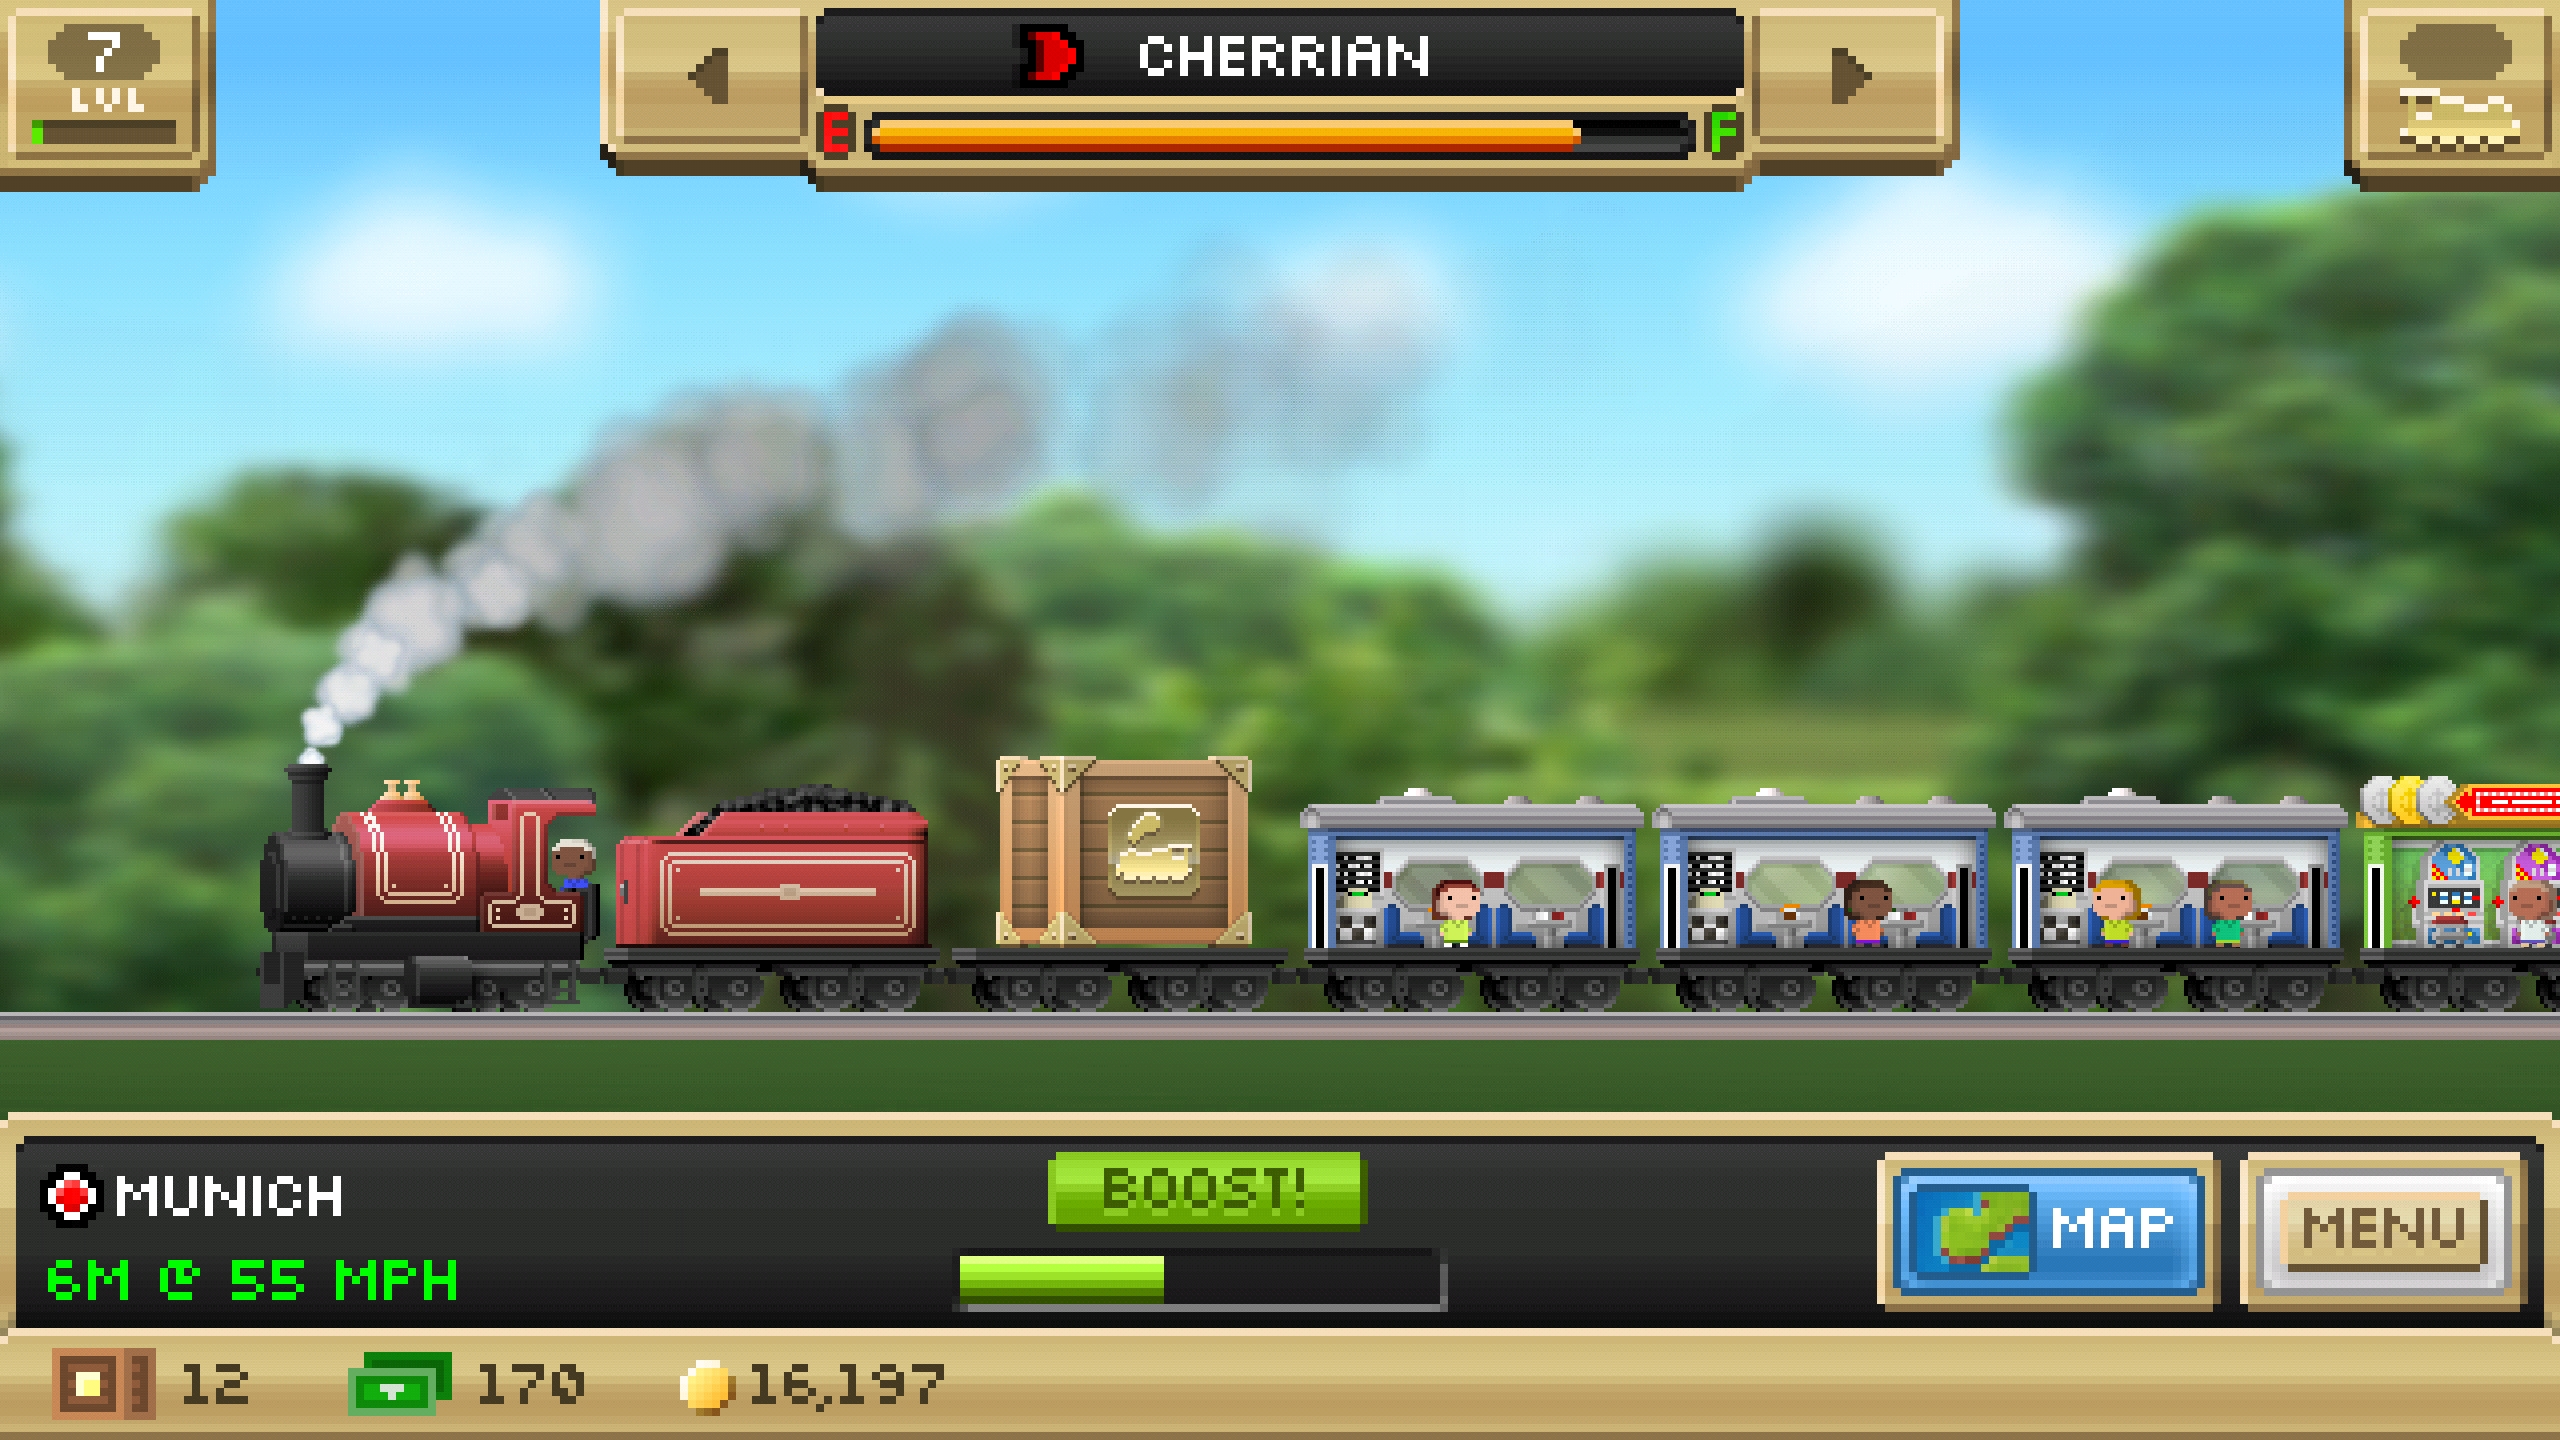 7
LVL
CHERRIAN
E
F
MUNICH
6M @ 55 MPH
BOOST!
MAP
MENU
12
170
16,197